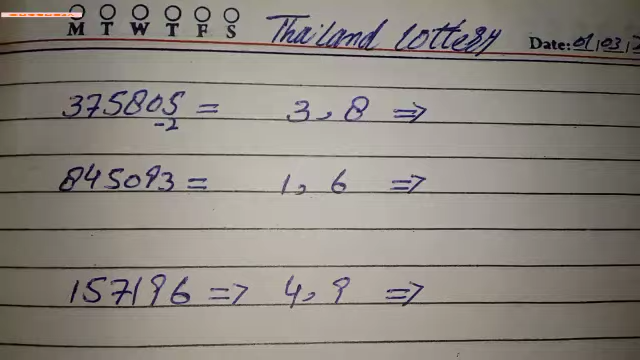 M T W T F S
Thailand lottery
Date: 01,03,
375805 = 3,8 ⇒
-2
845093 = 1,6 ⇒
157196 ⇒ 4,9 ⇒